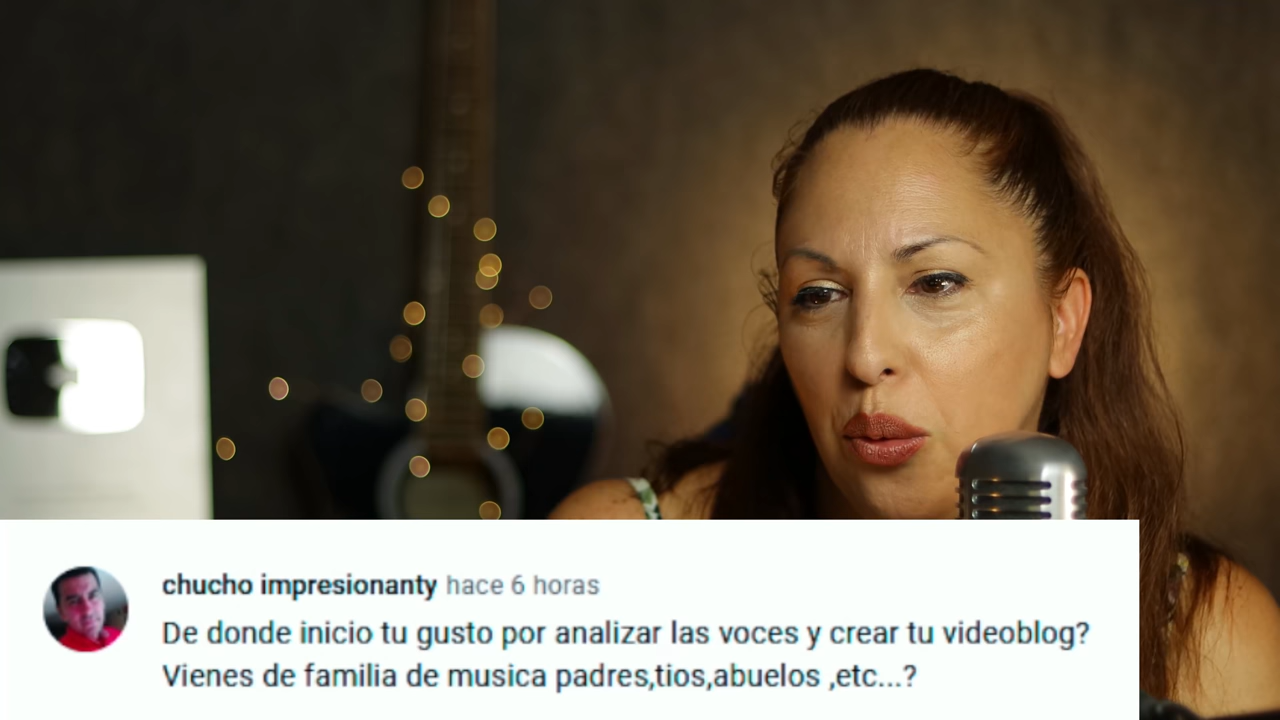 chucho impresionanty hace 6 horas
De donde inicio tu gusto por analizar las voces y crear tu videoblog?
Vienes de familia de musica padres,tios,abuelos ,etc...?